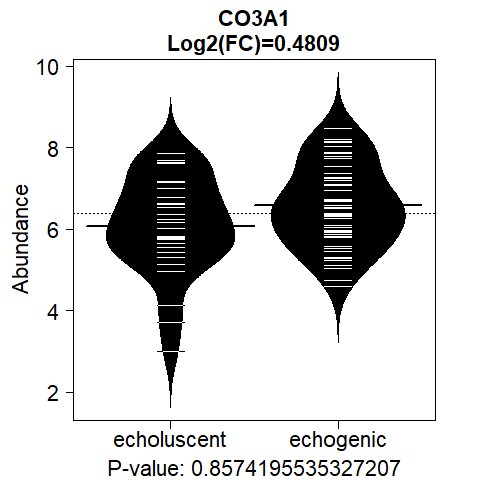 CO3A1
Log2(FC)=0.4809
10
8
6
4
2
Abundance
echoluscent echogenic
P-value: 0.8574195535327207